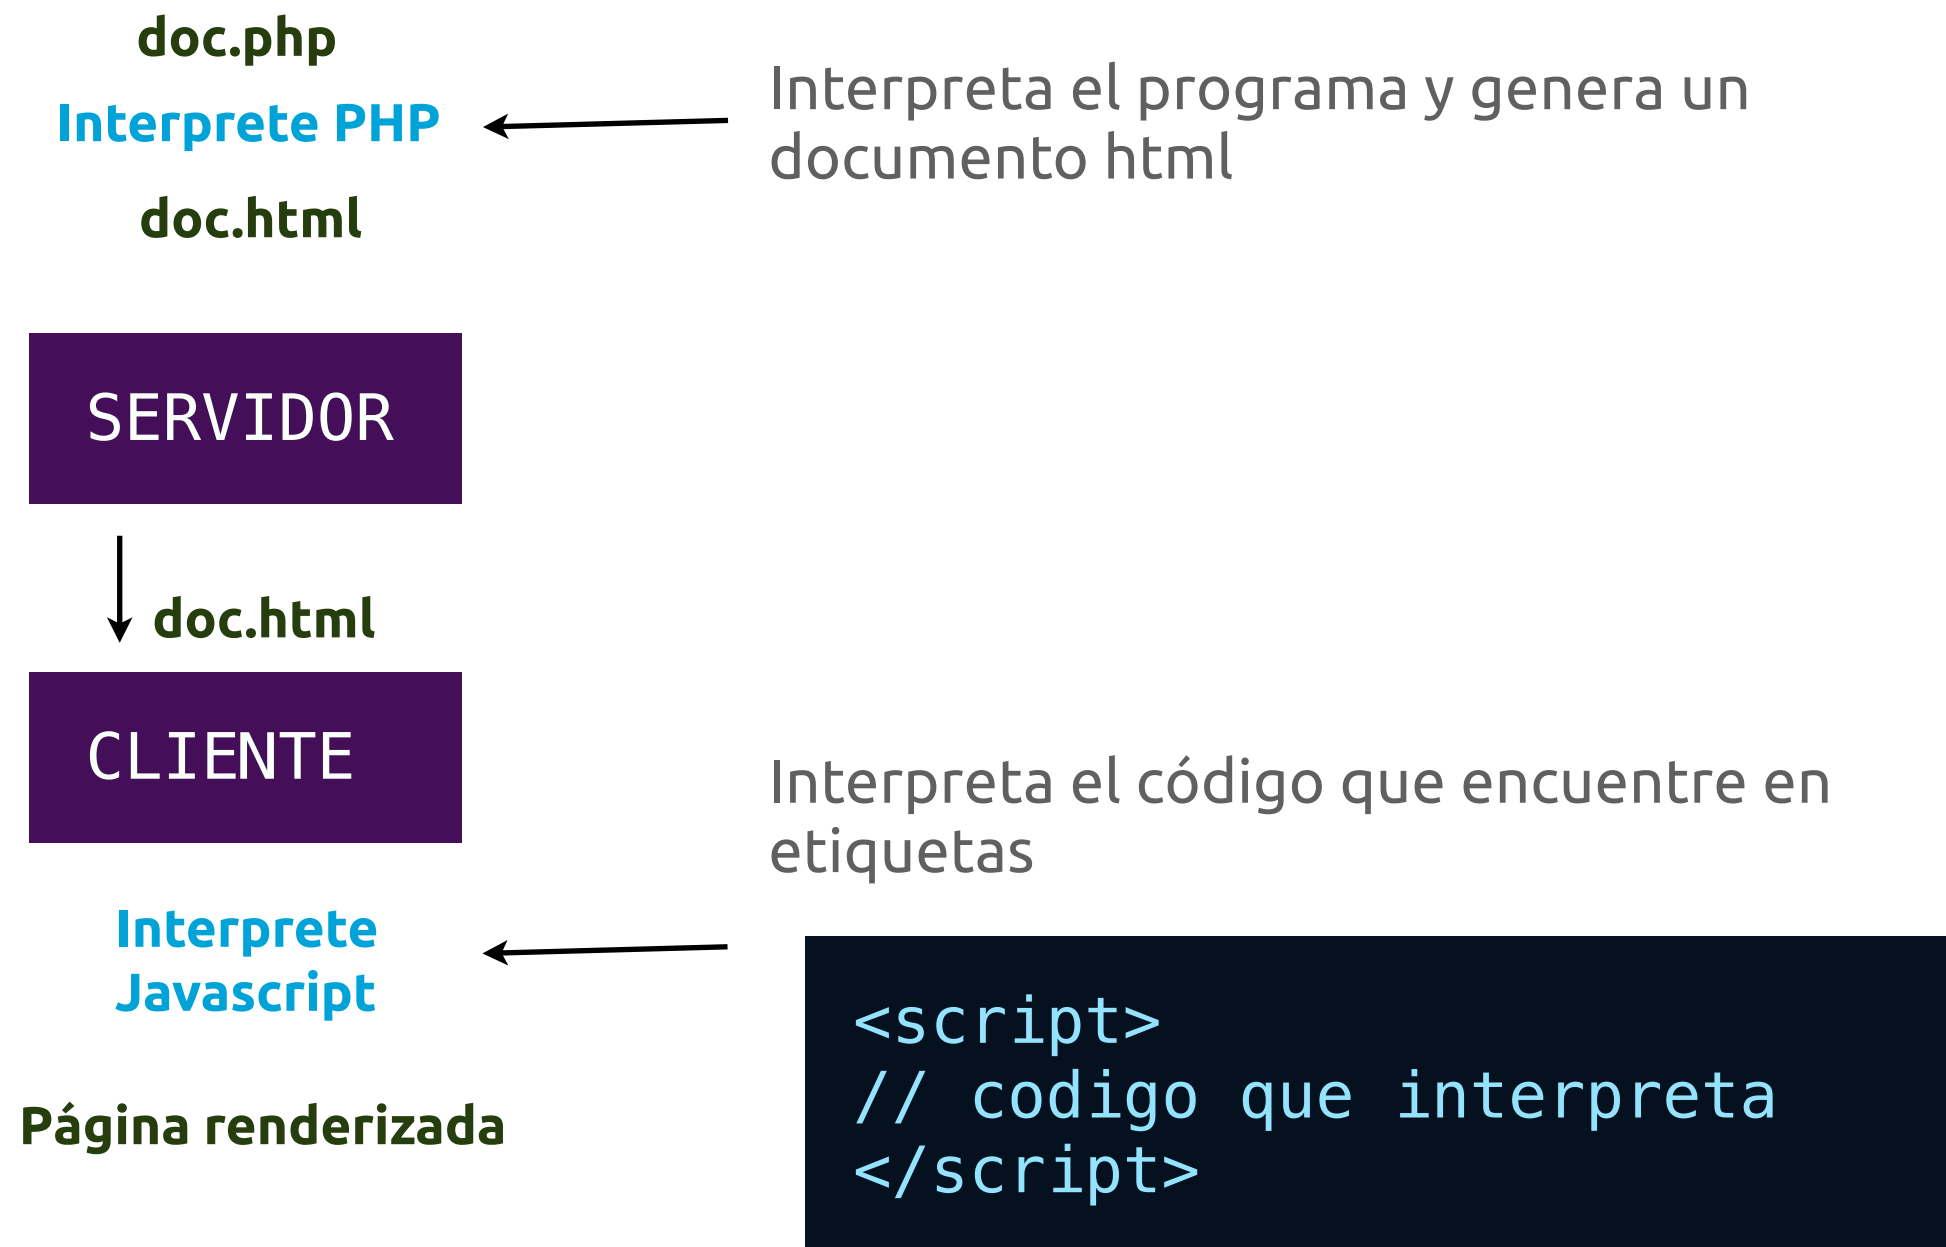 doc.php
Interprete PHP
Interpreta el programa y genera un
documento html
doc.html
SERVIDOR
doc.html
CLIENTE
Interpreta el código que encuentre en
etiquetas
Interprete
Javascript
<script>
// codigo que interpreta
</script>
Página renderizada